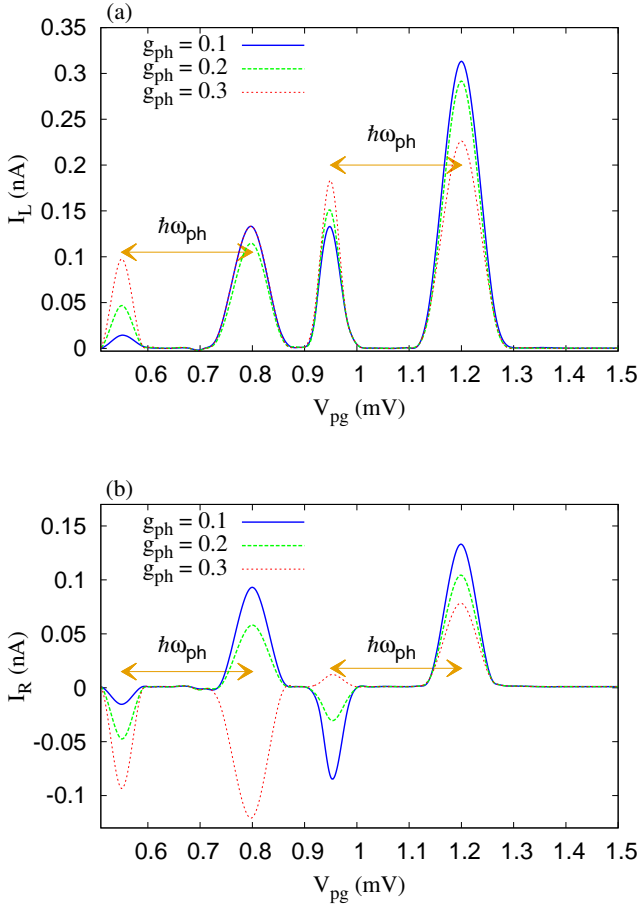 (a)
0.35
0.3
0.25
0.2
0.15
0.1
0.05
0
I_L (nA)
g_ph = 0.1
g_ph = 0.2
g_ph = 0.3
ħω_ph
ħω_ph
0.6 0.7 0.8 0.9 1 1.1 1.2 1.3 1.4 1.5
V_pg (mV)
(b)
0.15
0.1
0.05
0
-0.05
-0.1
I_R (nA)
g_ph = 0.1
g_ph = 0.2
g_ph = 0.3
ħω_ph
ħω_ph
0.6 0.7 0.8 0.9 1 1.1 1.2 1.3 1.4 1.5
V_pg (mV)